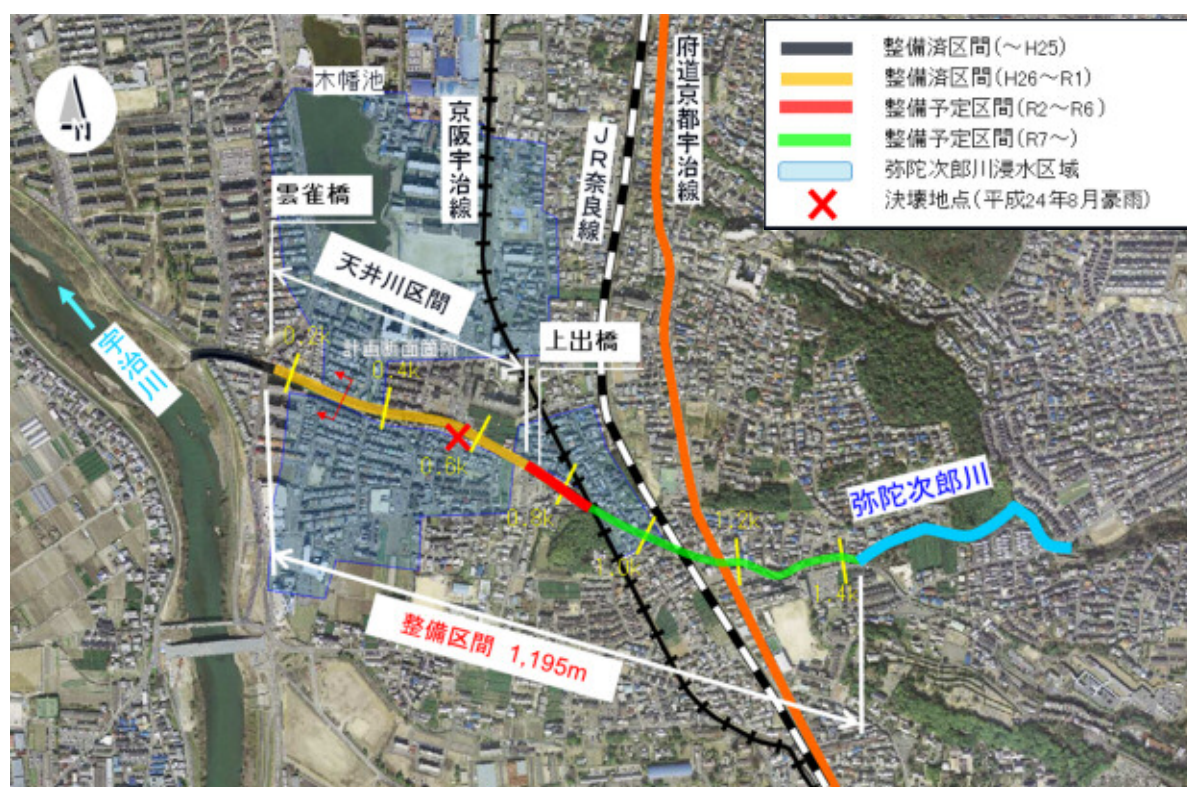 整備済区間(～H25)
整備済区間(H26～R1)
整備予定区間(R2～R6)
整備予定区間(R7～)
弥陀次郎川浸水区域
決壊地点(平成24年8月豪雨)
木幡池
京阪宇治線
JR奈良線
府道京都宇治線
雲雀橋
天井川区間
上出橋
宇治川
計画断面箇所
0.2k
0.4k
0.6k
0.8k
1.0k
1.2k
1.4k
弥陀次郎川
整備区間 1,195m